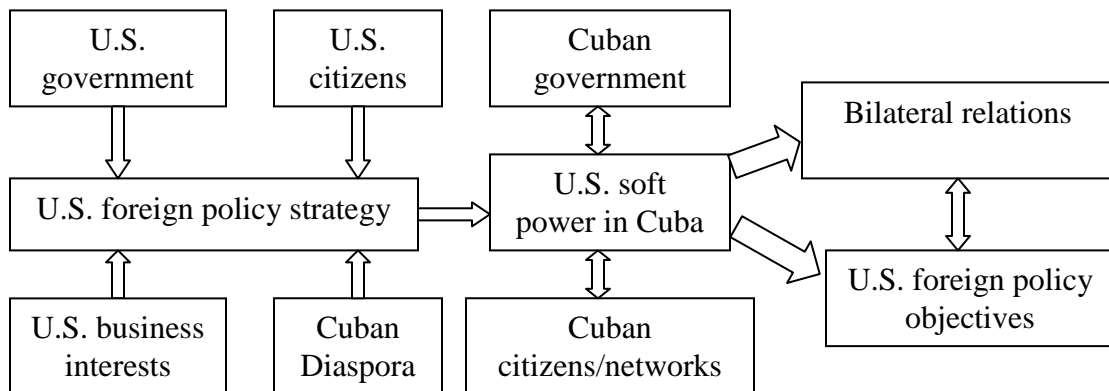 U.S.
government
U.S.
citizens
Cuban
government
Bilateral relations
U.S. foreign policy strategy
U.S. soft
power in Cuba
U.S. foreign policy
objectives
U.S. business
interests
Cuban
Diaspora
Cuban
citizens/networks